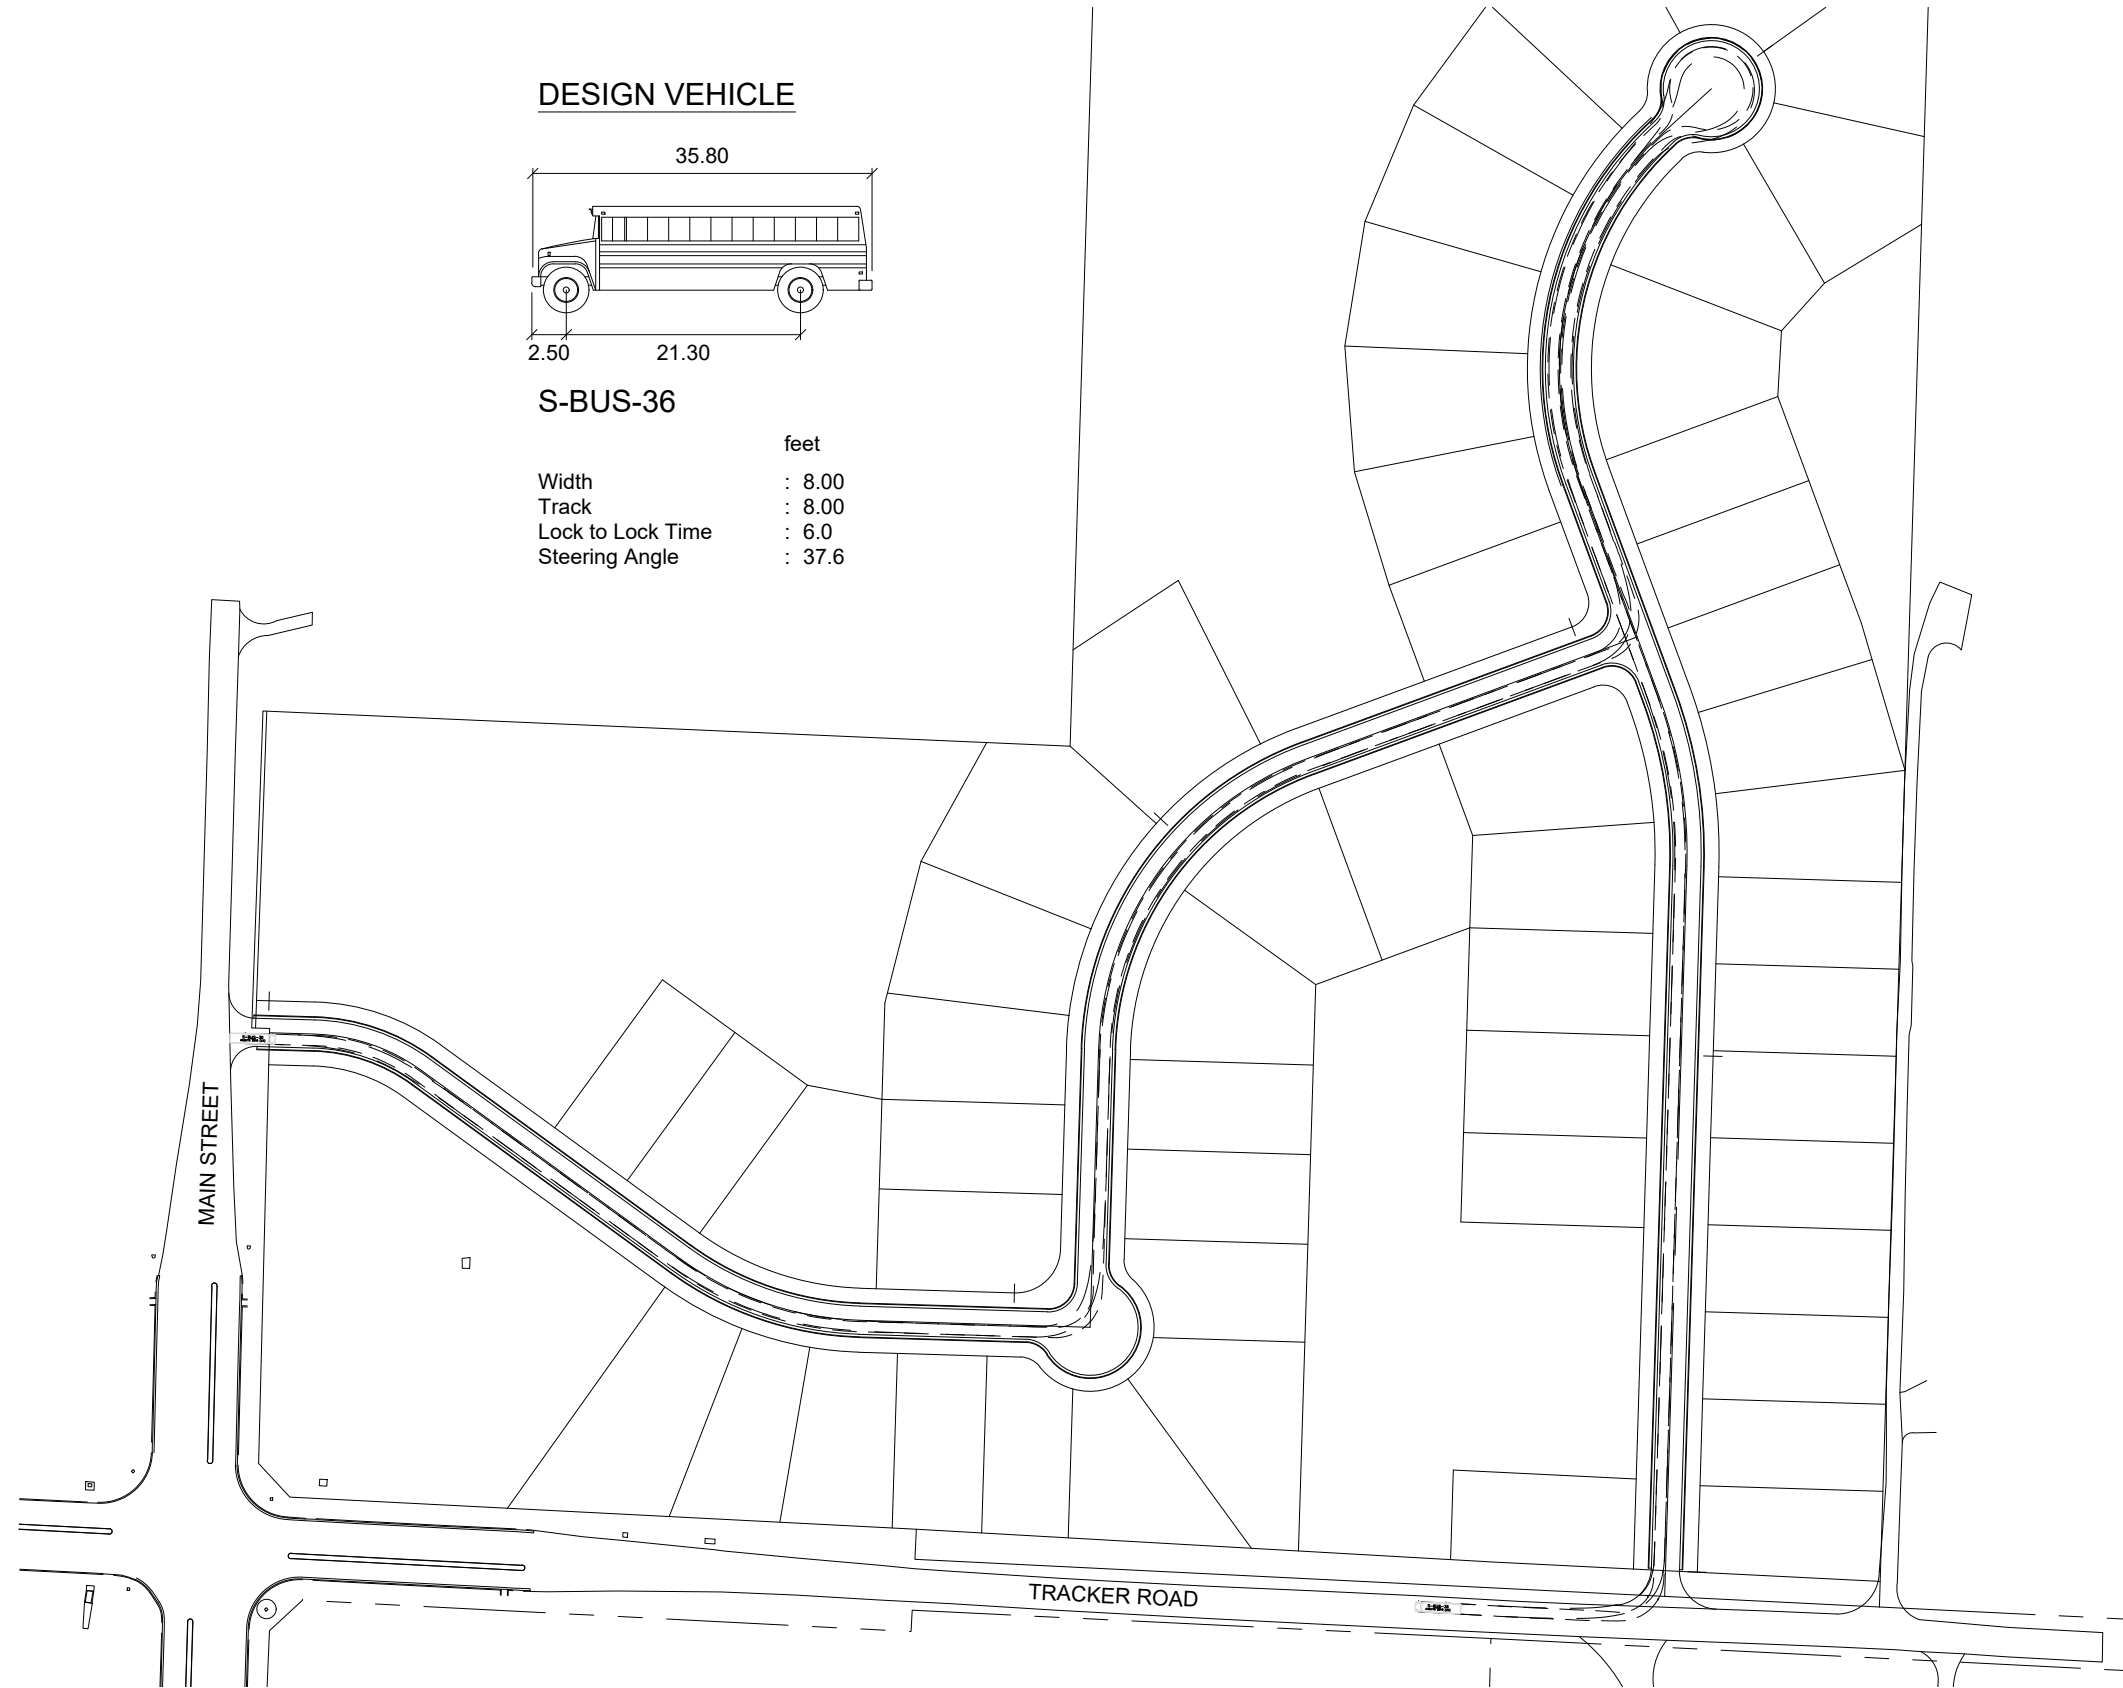 DESIGN VEHICLE
35.80
2.50 21.30
S-BUS-36
feet
Width : 8.00
Track : 8.00
Lock to Lock Time : 6.0
Steering Angle : 37.6
MAIN STREET
TRACKER ROAD